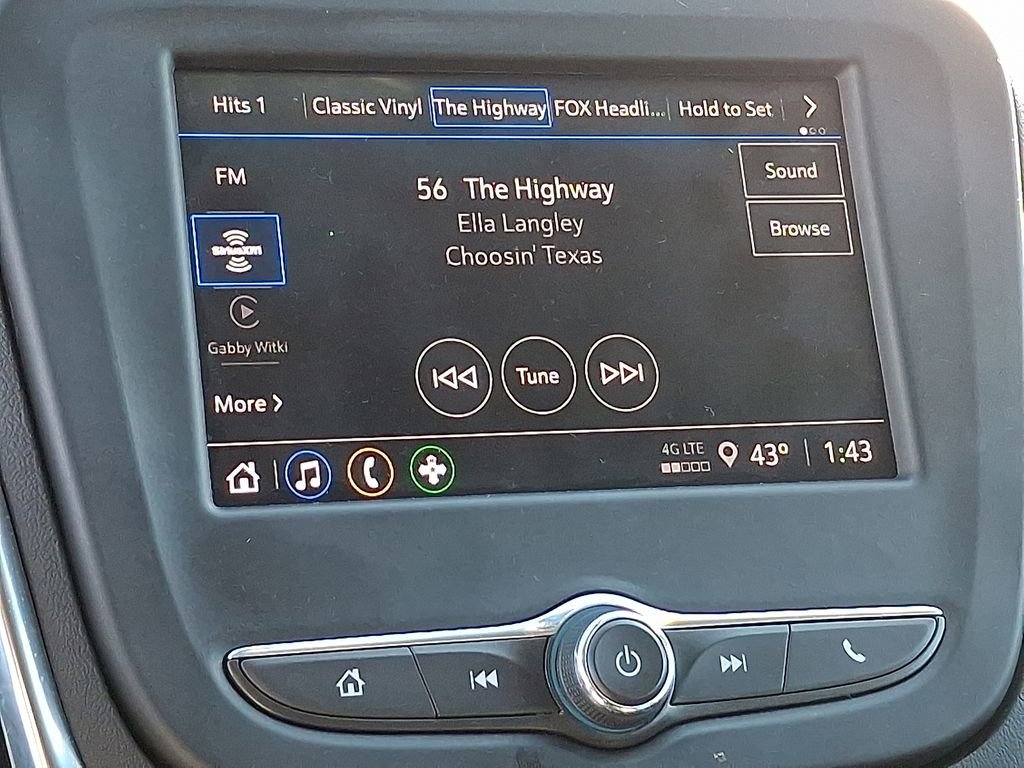 Hits 1 Classic Vinyl The Highway FOX Headli... Hold to Set
FM
56 The Highway
Sound
SiriusXM
Ella Langley
Browse
Choosin' Texas
Gabby Witki
Tune
More
4G LTE
43° 1:43